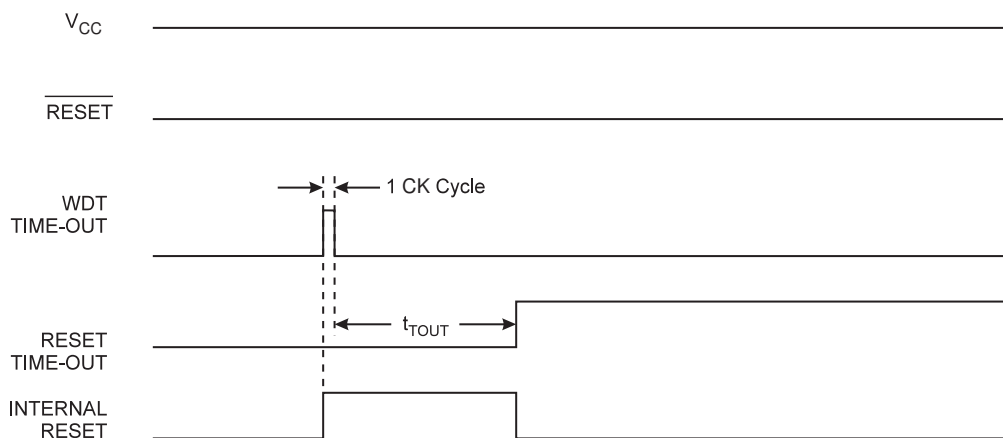 VCC
RESET
1 CK Cycle
WDT
TIME-OUT
tTOUT
RESET
TIME-OUT
INTERNAL
RESET